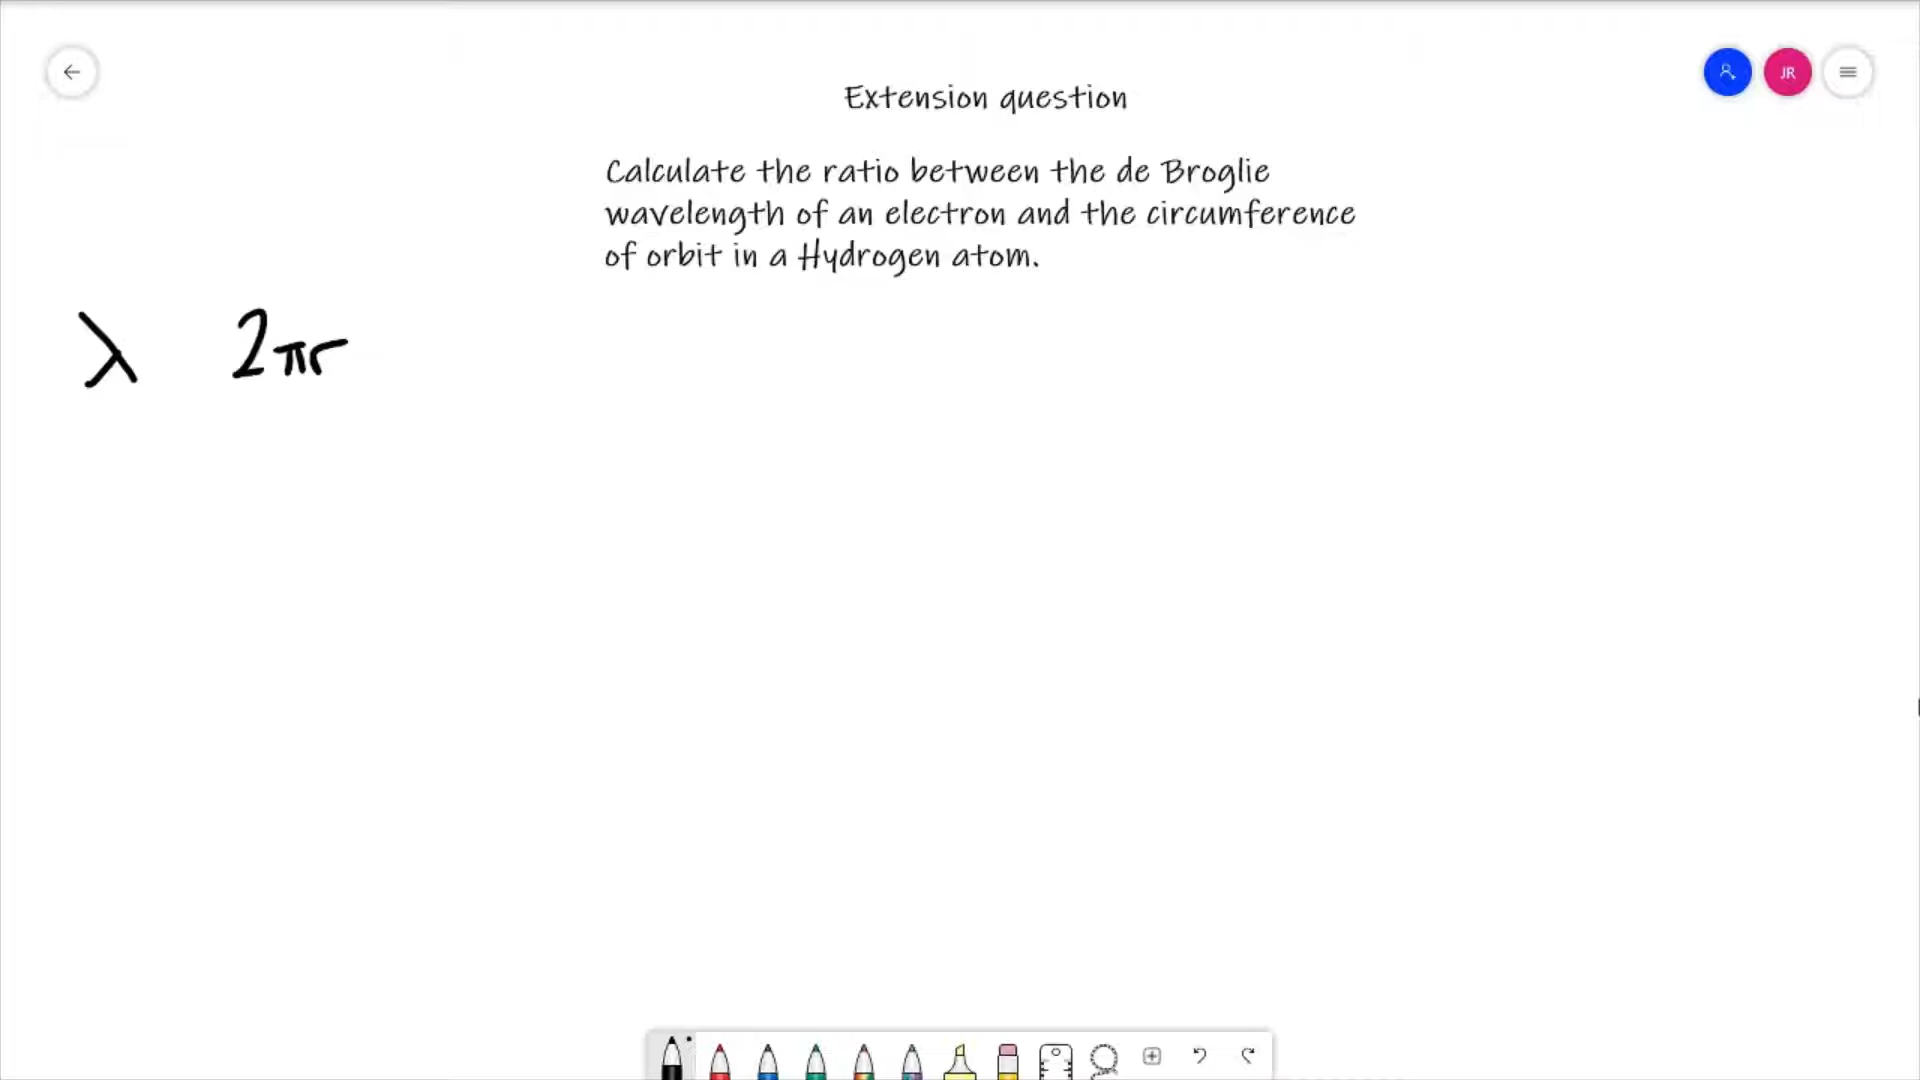 JR
Extension question
Calculate the ratio between the de Broglie
wavelength of an electron and the circumference
of orbit in a Hydrogen atom.
λ 2πr